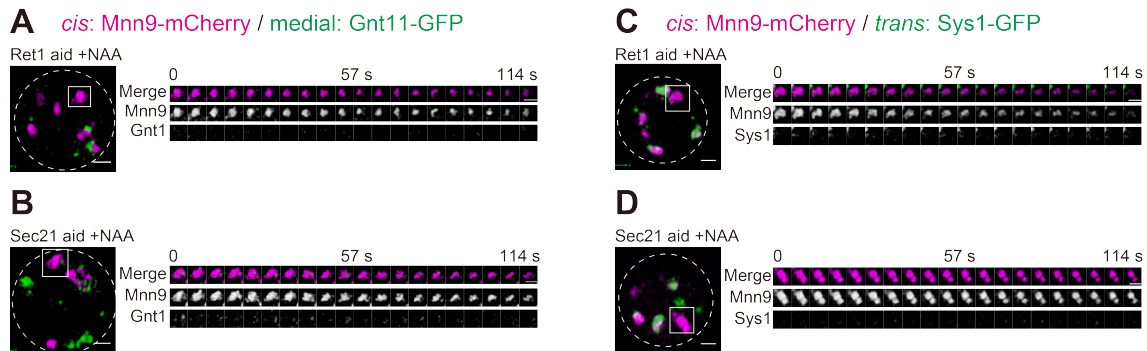 A cis: Mnn9-mCherry / medial: Gnt11-GFP
Ret1 aid +NAA
0 57 s 114 s
Merge
Mnn9
Gnt1
B
Sec21 aid +NAA
0 57 s 114 s
Merge
Mnn9
Gnt1
C cis: Mnn9-mCherry / trans: Sys1-GFP
Ret1 aid +NAA
0 57 s 114 s
Merge
Mnn9
Sys1
D
Sec21 aid +NAA
0 57 s 114 s
Merge
Mnn9
Sys1